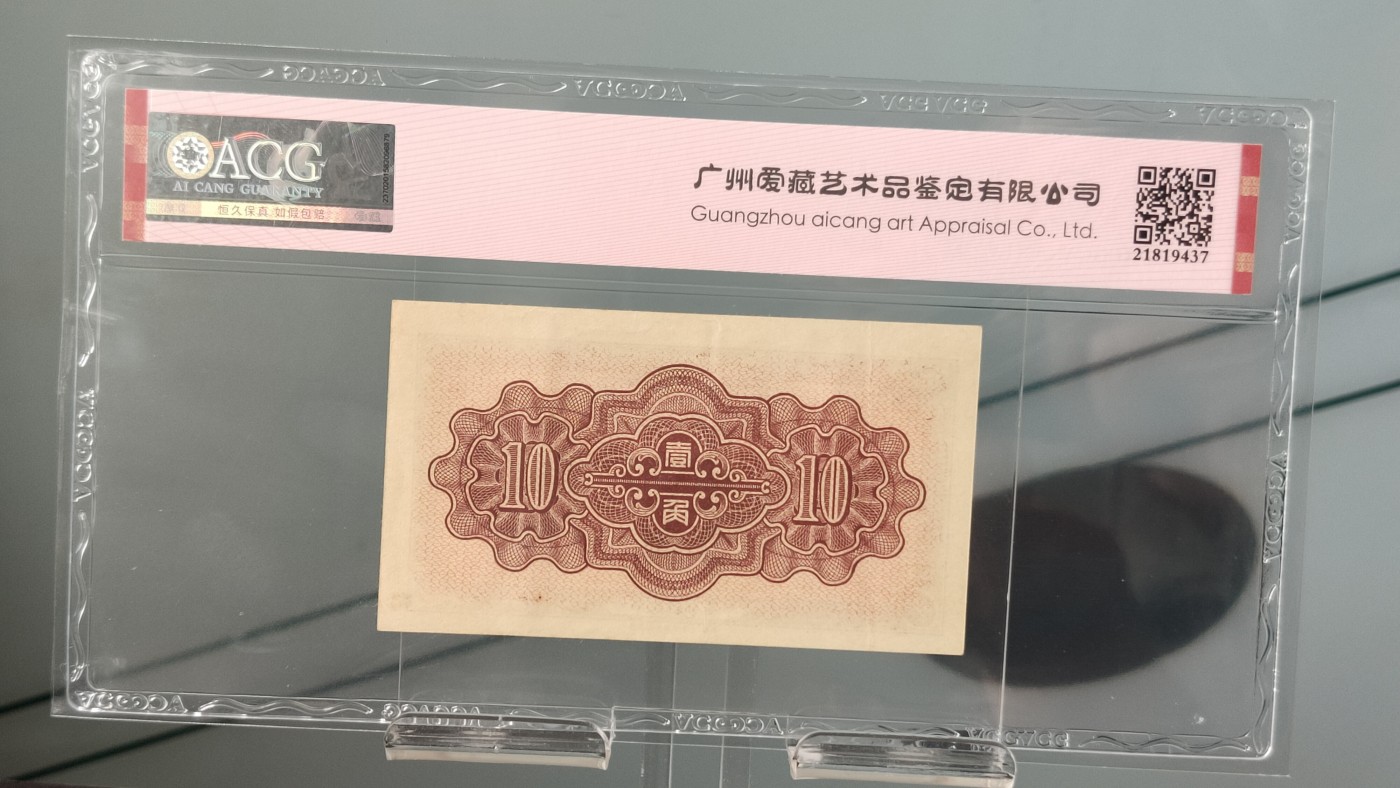 ACG
AI CANG GUARANTY
恒久保真 如假包赔
广州爱藏艺术品鉴定有限公司
Guangzhou aicang art Appraisal Co., Ltd.
21819437
10
壹
角
10